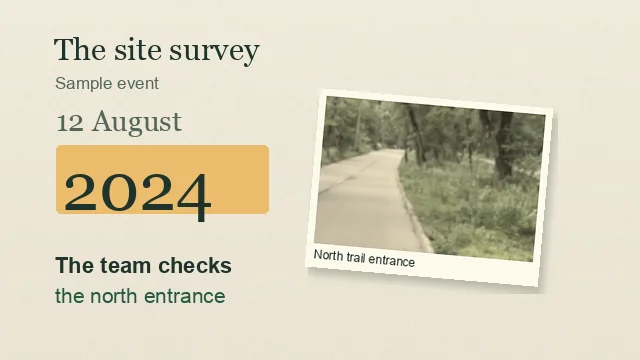 The site survey
Sample event
12 August
2024
The team checks
the north entrance
North trail entrance